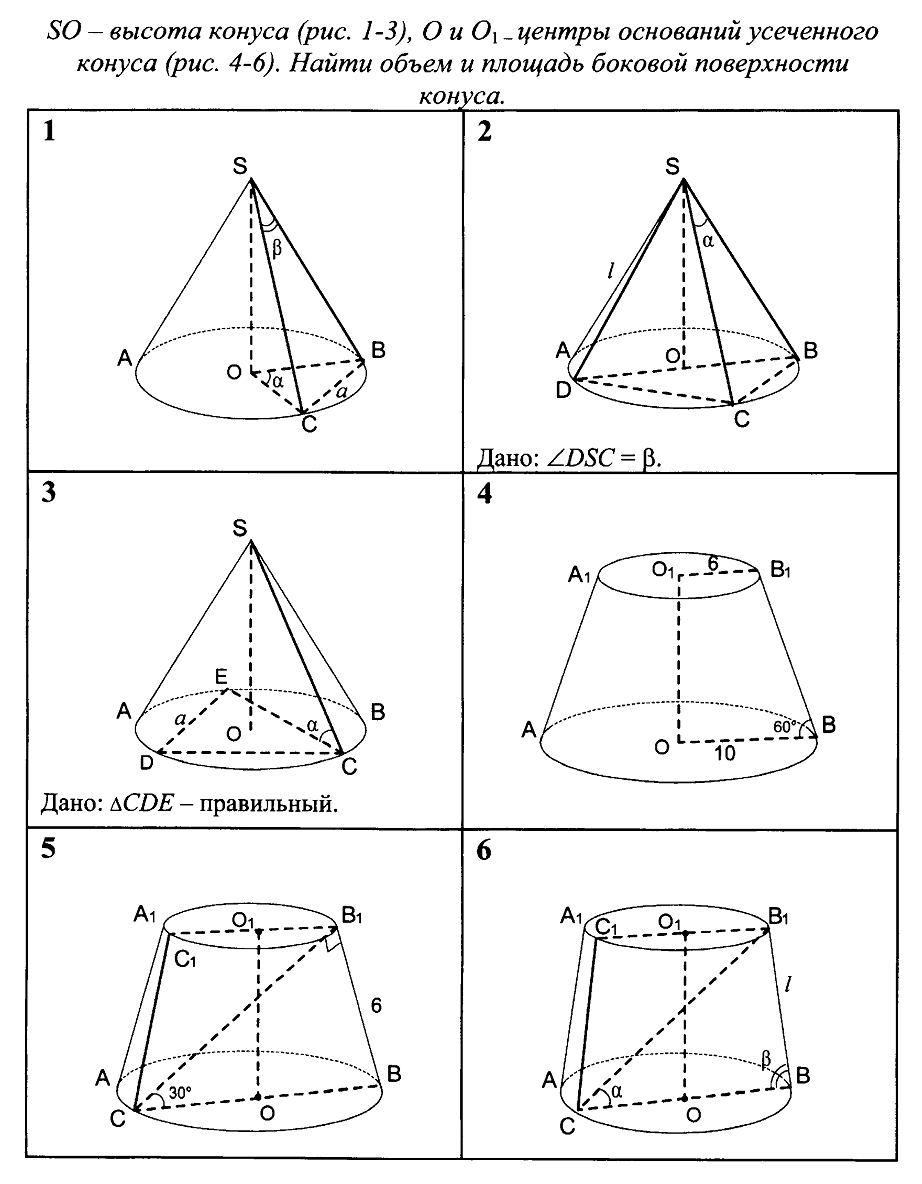 SO – высота конуса (рис. 1-3), O и O₁ – центры оснований усеченного
конуса (рис. 4-6). Найти объем и площадь боковой поверхности
конуса.
1
S
β
A
B
O
α
a
C
2
S
α
l
A
O
B
D
C
Дано: ∠DSC = β.
3
S
E
A
a
O
α
B
D
C
Дано: ΔCDE – правильный.
4
A₁
O₁
6
B₁
A
60°
B
O
10
5
A₁
O₁
B₁
C₁
6
A
30°
B
C
O
6
A₁
C₁
O₁
B₁
l
β
A
α
B
C
O